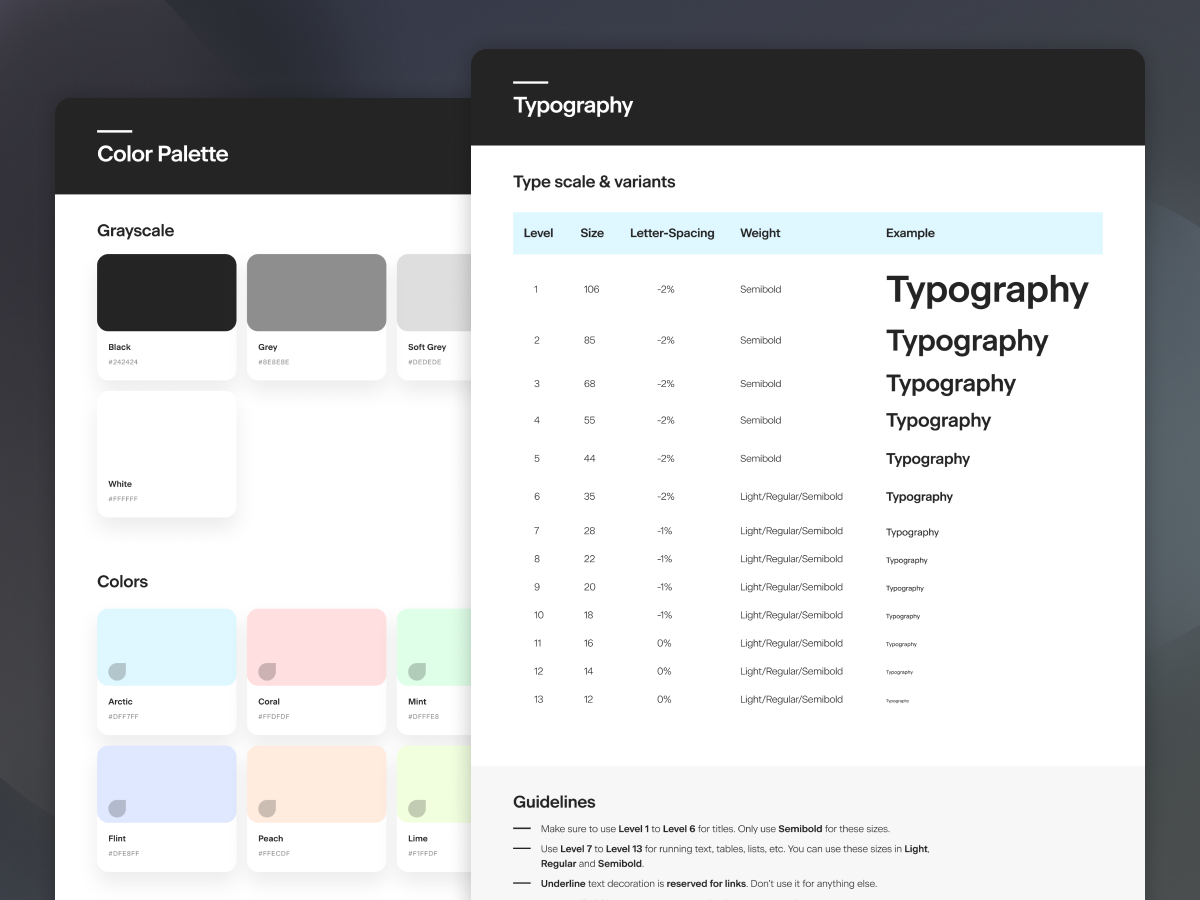 Color Palette
Grayscale
Black
#242424
Grey
#8E8E8E
Soft Grey
#DEDEDE
White
#FFFFFF
Colors
Arctic
#DFF7FF
Coral
#FFDFDF
Mint
#DFFFE8
Flint
#DFE8FF
Peach
#FFECDF
Lime
#F1FFDF
Typography
Type scale & variants
Level Size Letter-Spacing Weight Example
1 106 -2% Semibold Typography
2 85 -2% Semibold Typography
3 68 -2% Semibold Typography
4 55 -2% Semibold Typography
5 44 -2% Semibold Typography
6 35 -2% Light/Regular/Semibold Typography
7 28 -1% Light/Regular/Semibold Typography
8 22 -1% Light/Regular/Semibold Typography
9 20 -1% Light/Regular/Semibold Typography
10 18 -1% Light/Regular/Semibold Typography
11 16 0% Light/Regular/Semibold Typography
12 14 0% Light/Regular/Semibold Typography
13 12 0% Light/Regular/Semibold Typography
Guidelines
Make sure to use Level 1 to Level 6 for titles. Only use Semibold for these sizes.
Use Level 7 to Level 13 for running text, tables, lists, etc. You can use these sizes in Light,
Regular and Semibold.
Underline text decoration is reserved for links. Don't use it for anything else.